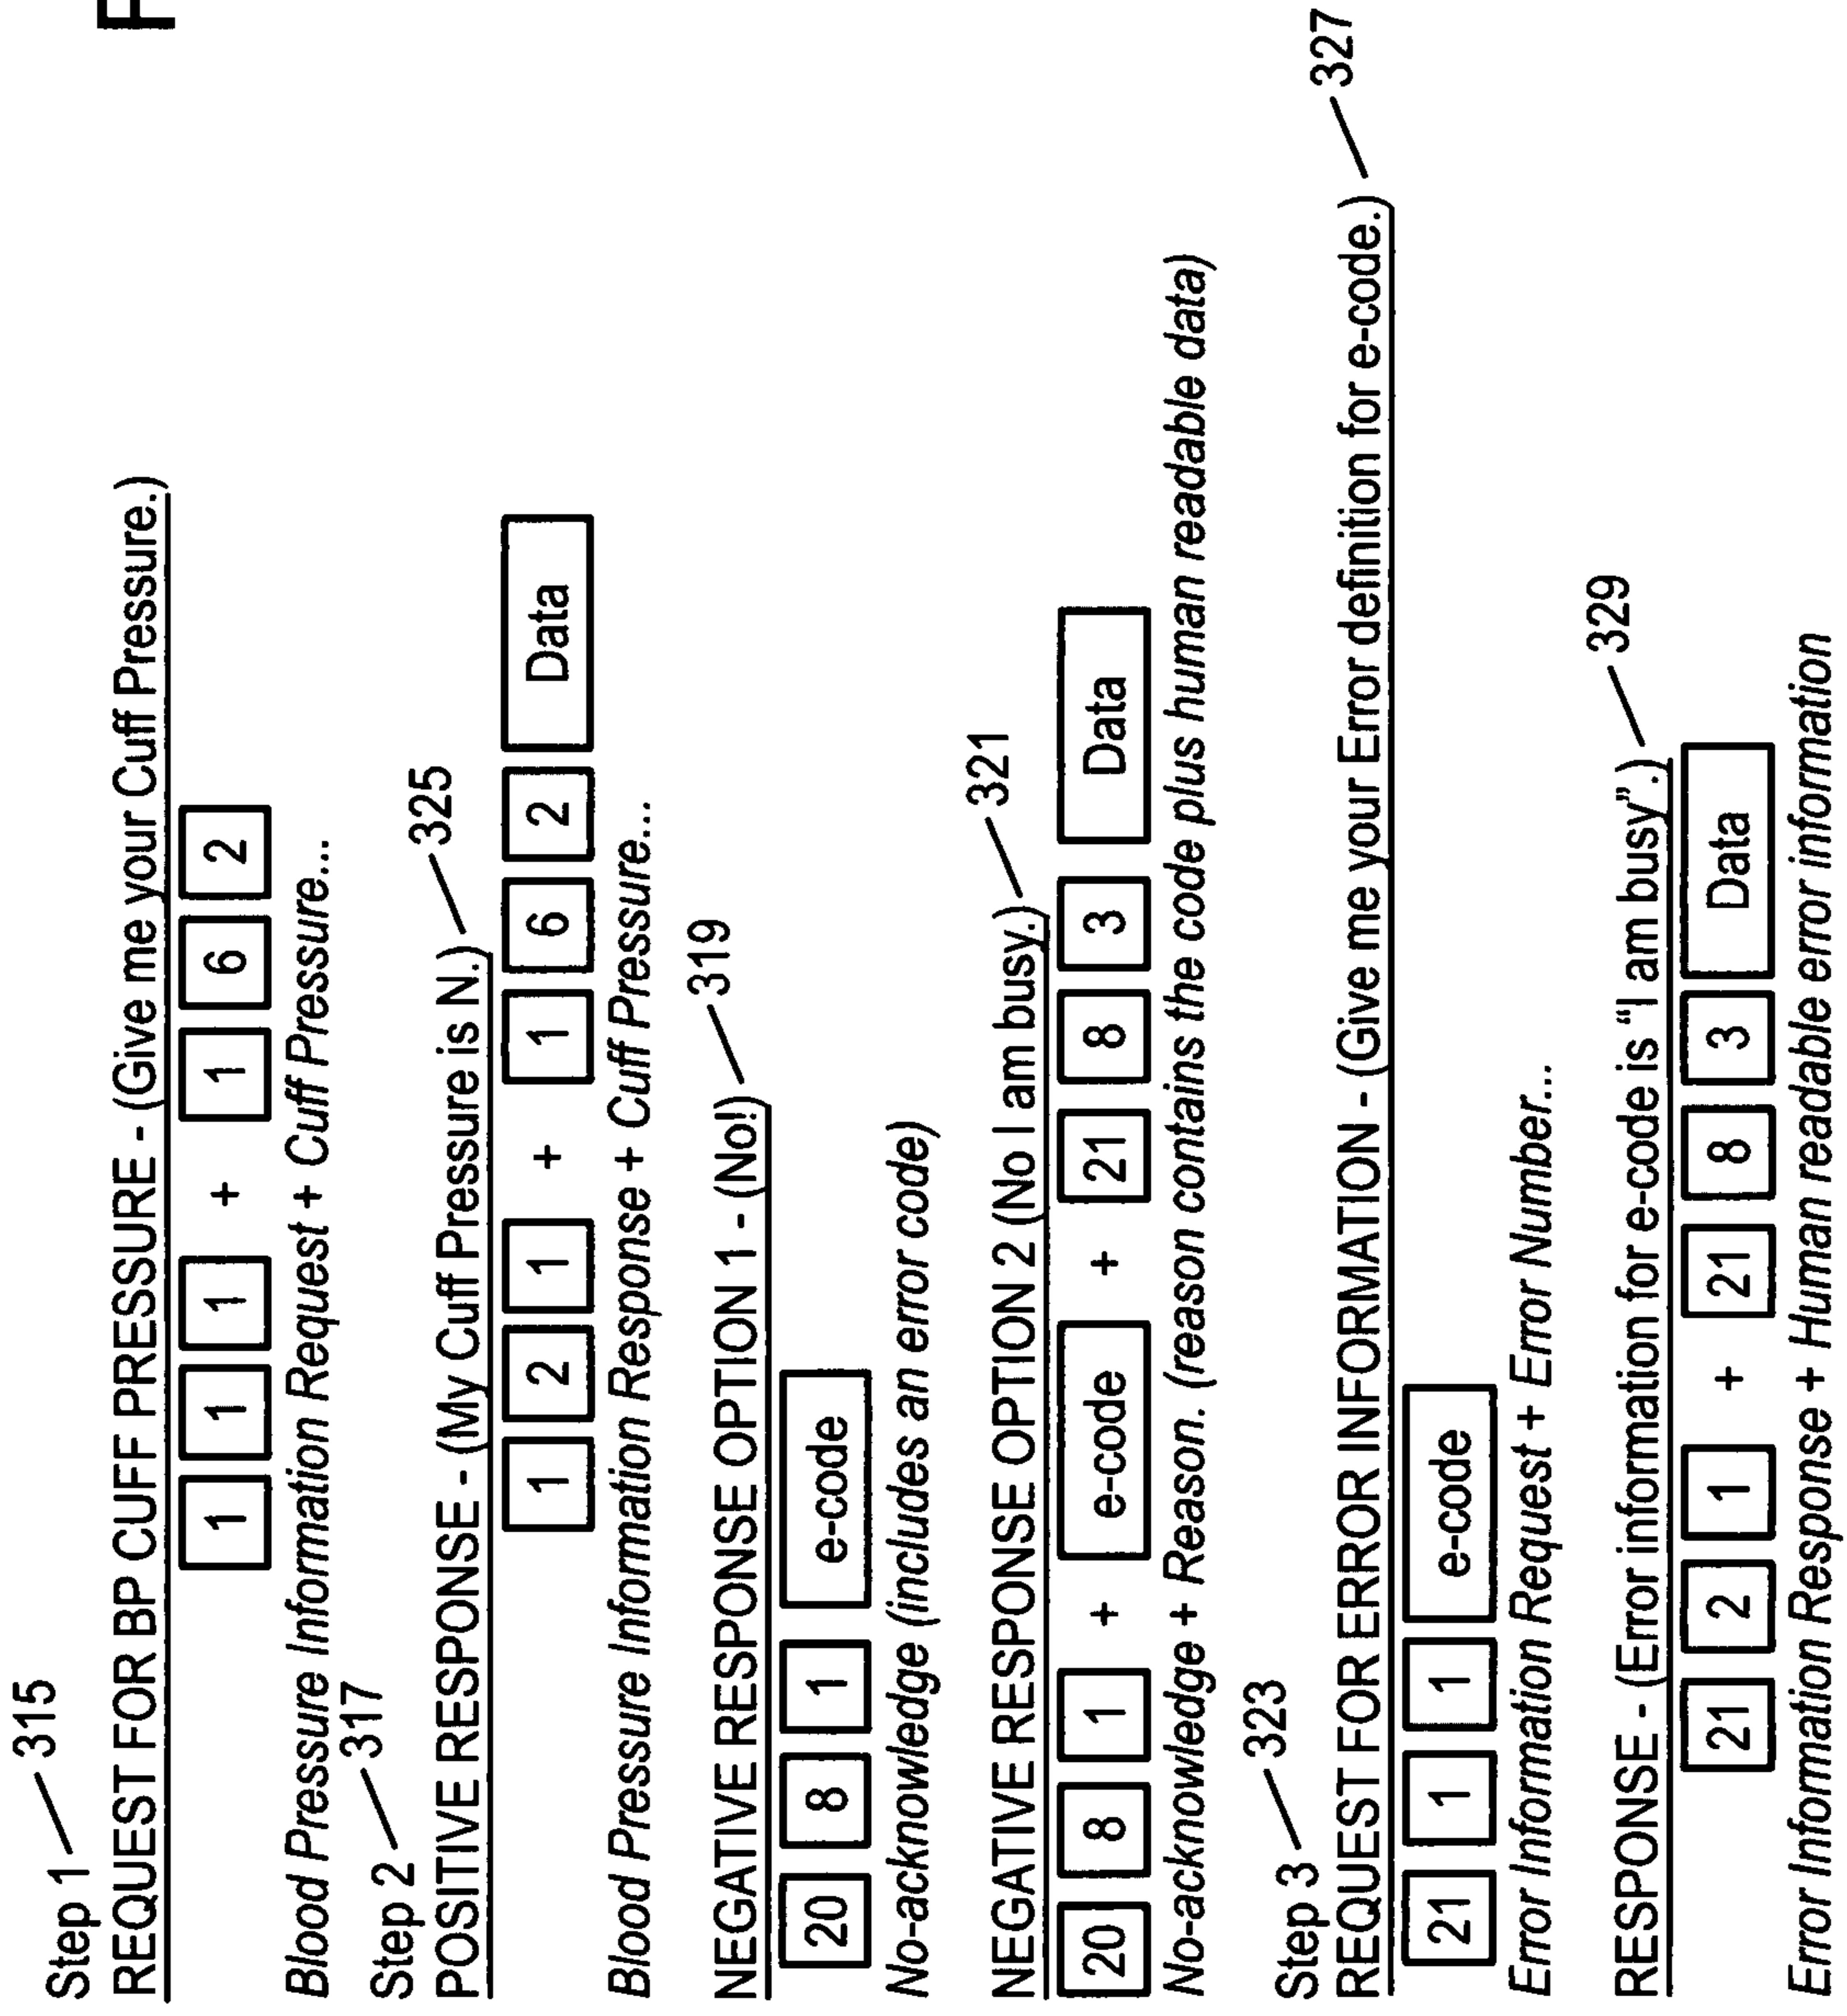 F
Step 1 315
REQUEST FOR BP CUFF PRESSURE - (Give me your Cuff Pressure.)
1 1 1 + 1 6 2
Blood Pressure Information Request + Cuff Pressure...
Step 2 317
POSITIVE RESPONSE - (My Cuff Pressure is N.) 325
1 2 1 + 1 6 2 Data
Blood Pressure Information Response + Cuff Pressure...
NEGATIVE RESPONSE OPTION 1 - (No!) 319
20 8 1 e-code
No-acknowledge (includes an error code)
NEGATIVE RESPONSE OPTION 2 (No I am busy.) 321
20 8 1 + e-code + 21 8 3 Data
No-acknowledge + Reason. (reason contains the code plus human readable data)
Step 3 323
REQUEST FOR ERROR INFORMATION - (Give me your Error definition for e-code.) 327
21 1 1 e-code
Error Information Request + Error Number...
RESPONSE - (Error information for e-code is "I am busy".) 329
21 2 1 + 21 8 3 Data
Error Information Response + Human readable error information